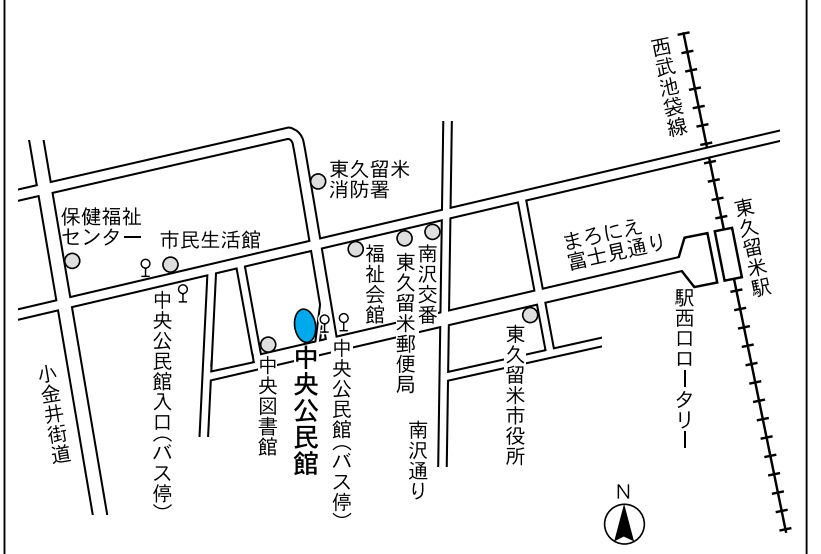 西武池袋線
東久留米
消防署
東久留米駅
保健福祉
センター
市民生活館
まろにえ
富士見通り
福祉会館
東久留米郵便局
南沢交番
駅西口ロータリー
中央公民館入口(バス停)
中央公民館(バス停)
中央公民館
中央図書館
東久留米市役所
小金井街道
南沢通り
N